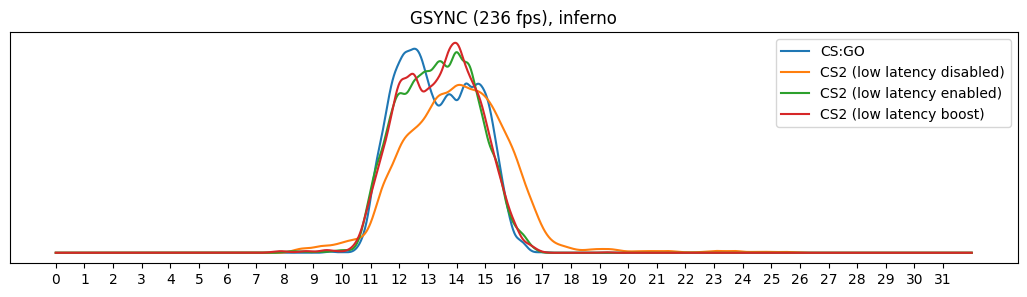 GSYNC (236 fps), inferno
CS:GO
CS2 (low latency disabled)
CS2 (low latency enabled)
CS2 (low latency boost)
0 1 2 3 4 5 6 7 8 9 10 11 12 13 14 15 16 17 18 19 20 21 22 23 24 25 26 27 28 29 30 31